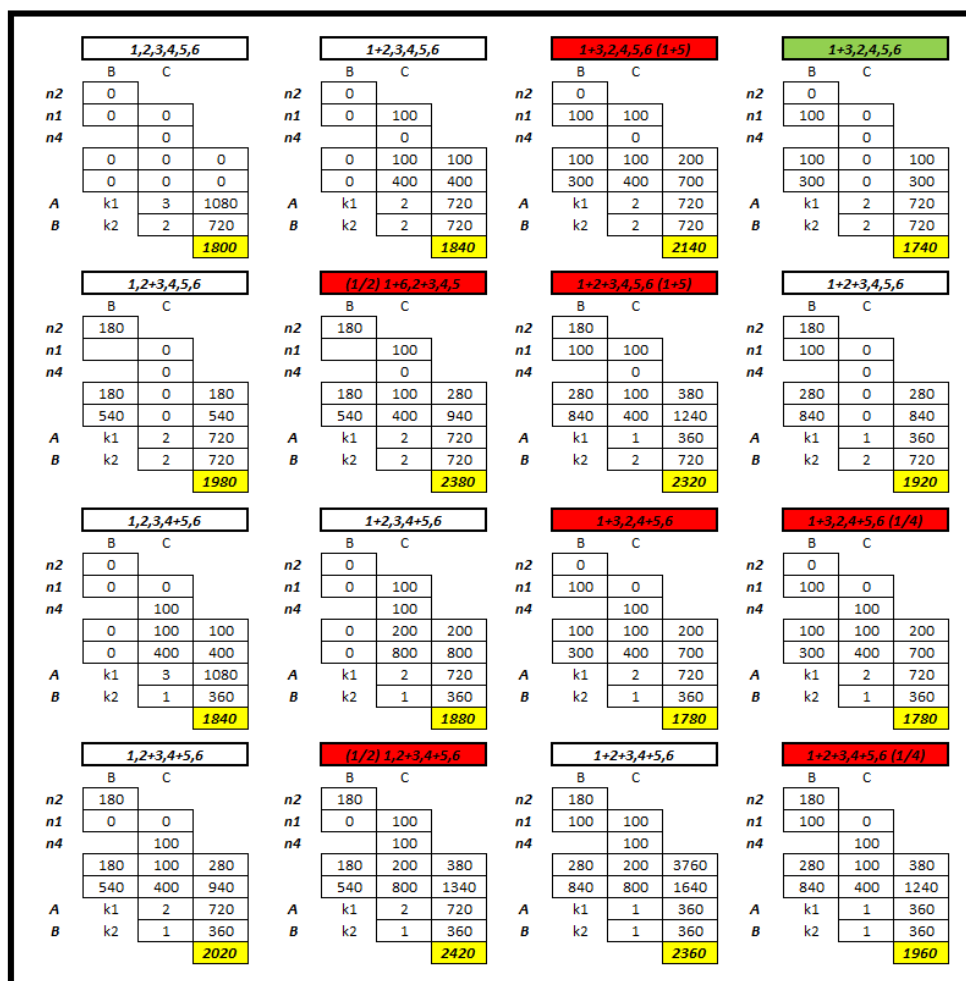 1,2,3,4,5,6 1+2,3,4,5,6 1+3,2,4,5,6 (1+5) 1+3,2,4,5,6
B C B C B C B C
n2 0 n2 0 n2 0 n2 0
n1 0 0 n1 0 100 n1 100 100 n1 100 0
n4 0 n4 0 n4 0 n4 0
0 0 0 0 100 100 100 100 200 100 0 100
0 0 0 0 400 400 300 400 700 300 0 300
A k1 3 1080 A k1 2 720 A k1 2 720 A k1 2 720
B k2 2 720 B k2 2 720 B k2 2 720 B k2 2 720
1800 1840 2140 1740
1,2+3,4,5,6 (1/2) 1+6,2+3,4,5 1+2+3,4,5,6 (1+5) 1+2+3,4,5,6
B C B C B C B C
n2 180 n2 180 n2 180 n2 180
n1 0 n1 100 n1 100 100 n1 100 0
n4 0 n4 0 n4 0 n4 0
180 0 180 180 100 280 280 100 380 280 0 280
540 0 540 540 400 940 840 400 1240 840 0 840
A k1 2 720 A k1 2 720 A k1 1 360 A k1 1 360
B k2 2 720 B k2 2 720 B k2 2 720 B k2 2 720
1980 2380 2320 1920
1,2,3,4+5,6 1+2,3,4+5,6 1+3,2,4+5,6 1+3,2,4+5,6 (1/4)
B C B C B C B C
n2 0 n2 0 n2 0 n2 0
n1 0 0 n1 0 100 n1 100 0 n1 100 0
n4 100 n4 100 n4 100 n4 100
0 100 100 0 200 200 100 100 200 100 100 200
0 400 400 0 800 800 300 400 700 300 400 700
A k1 3 1080 A k1 2 720 A k1 2 720 A k1 2 720
B k2 1 360 B k2 1 360 B k2 1 360 B k2 1 360
1840 1880 1780 1780
1,2+3,4+5,6 (1/2) 1,2+3,4+5,6 1+2+3,4+5,6 1+2+3,4+5,6 (1/4)
B C B C B C B C
n2 180 n2 180 n2 180 n2 180
n1 0 0 n1 0 100 n1 100 100 n1 100 0
n4 100 n4 100 n4 100 n4 100
180 100 280 180 200 380 280 200 3760 280 100 380
540 400 940 540 800 1340 840 800 1640 840 400 1240
A k1 2 720 A k1 2 720 A k1 1 360 A k1 1 360
B k2 1 360 B k2 1 360 B k2 1 360 B k2 1 360
2020 2420 2360 1960